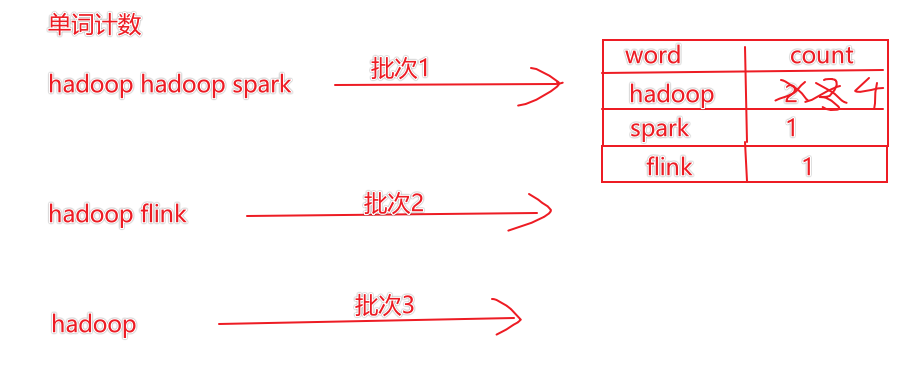 单词计数
hadoop hadoop spark
批次1
word count
hadoop 2 3 4
spark 1
flink 1
hadoop flink
批次2
hadoop
批次3